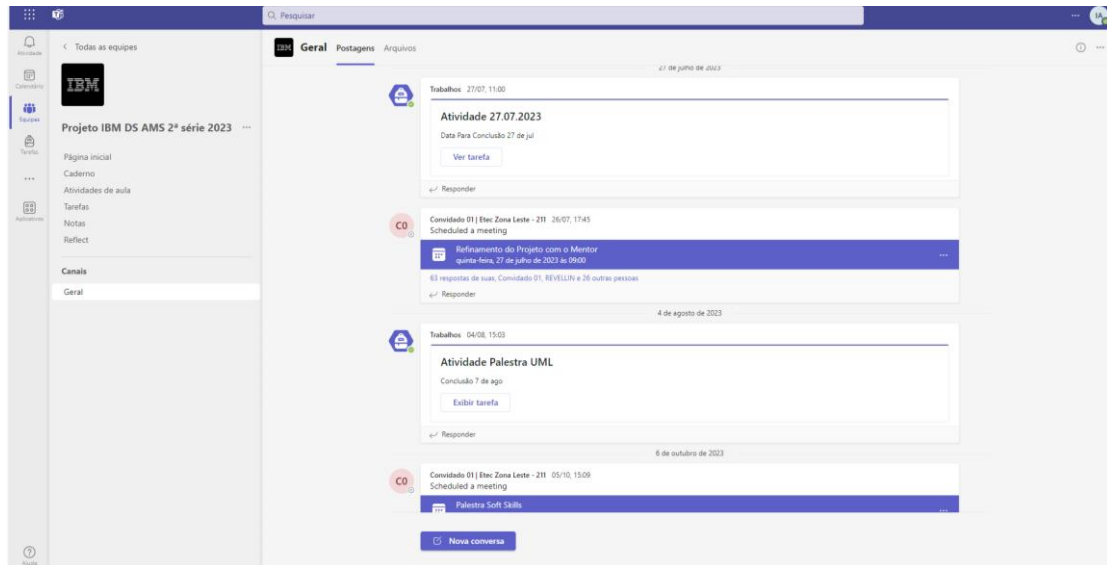 Pesquisar
IA
Atividade
Calendário
Equipes
Tarefas
Aplicativos
Ajuda
Todas as equipes
IBM
Projeto IBM DS AMS 2ª série 2023
Página inicial
Caderno
Atividades de aula
Tarefas
Notas
Reflect
Canais
Geral
IBM Geral Postagens Arquivos
27 de julho de 2023
Trabalhos 27/07, 11:00
Atividade 27.07.2023
Data Para Conclusão 27 de jul
Ver tarefa
Responder
C0
Convidado 01 | Etec Zona Leste - 211 26/07, 17:45
Scheduled a meeting
Refinamento do Projeto com o Mentor
quinta-feira, 27 de julho de 2023 às 09:00
63 respostas de suas, Convidado 01, REVELLIN e 26 outras pessoas
Responder
4 de agosto de 2023
Trabalhos 04/08, 15:03
Atividade Palestra UML
Conclusão 7 de ago
Exibir tarefa
Responder
6 de outubro de 2023
C0
Convidado 01 | Etec Zona Leste - 211 05/10, 15:09
Scheduled a meeting
Palestra Soft Skills
Nova conversa